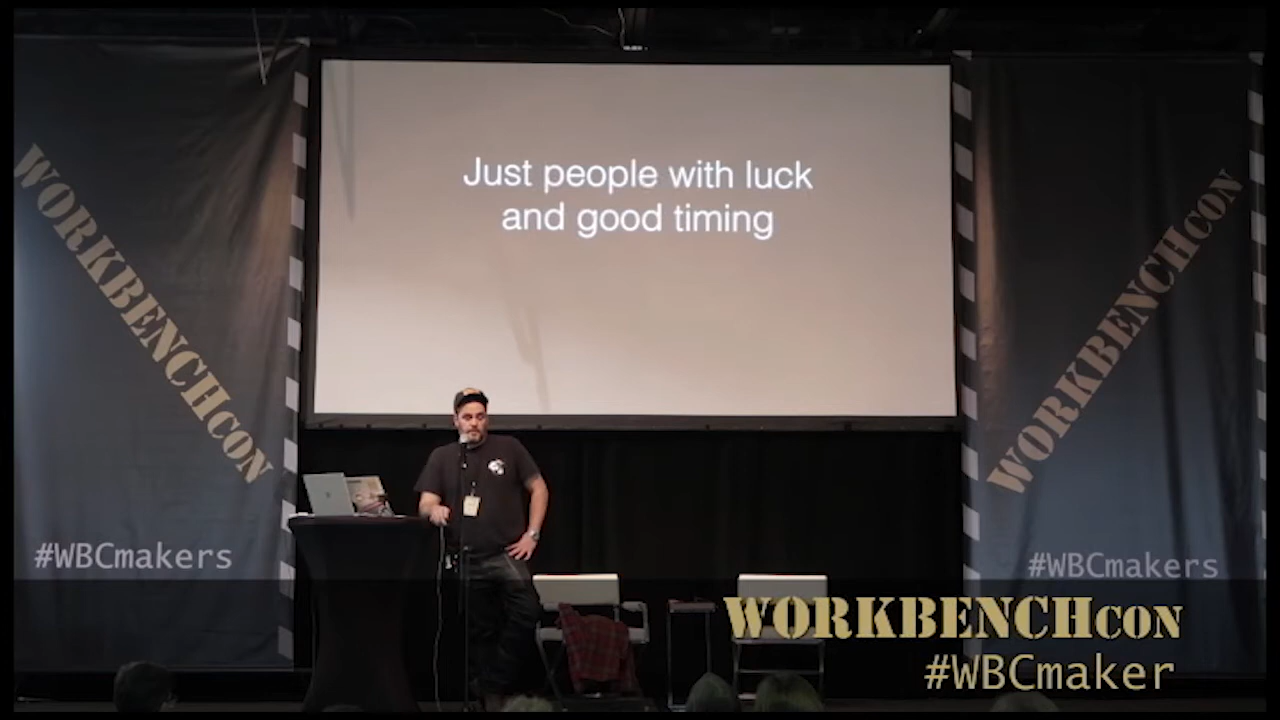 Just people with luck
and good timing
WORKBENCHCON
WORKBENCHCON
#WBCmakers
#WBCmakers
WORKBENCHCON
#WBCmaker